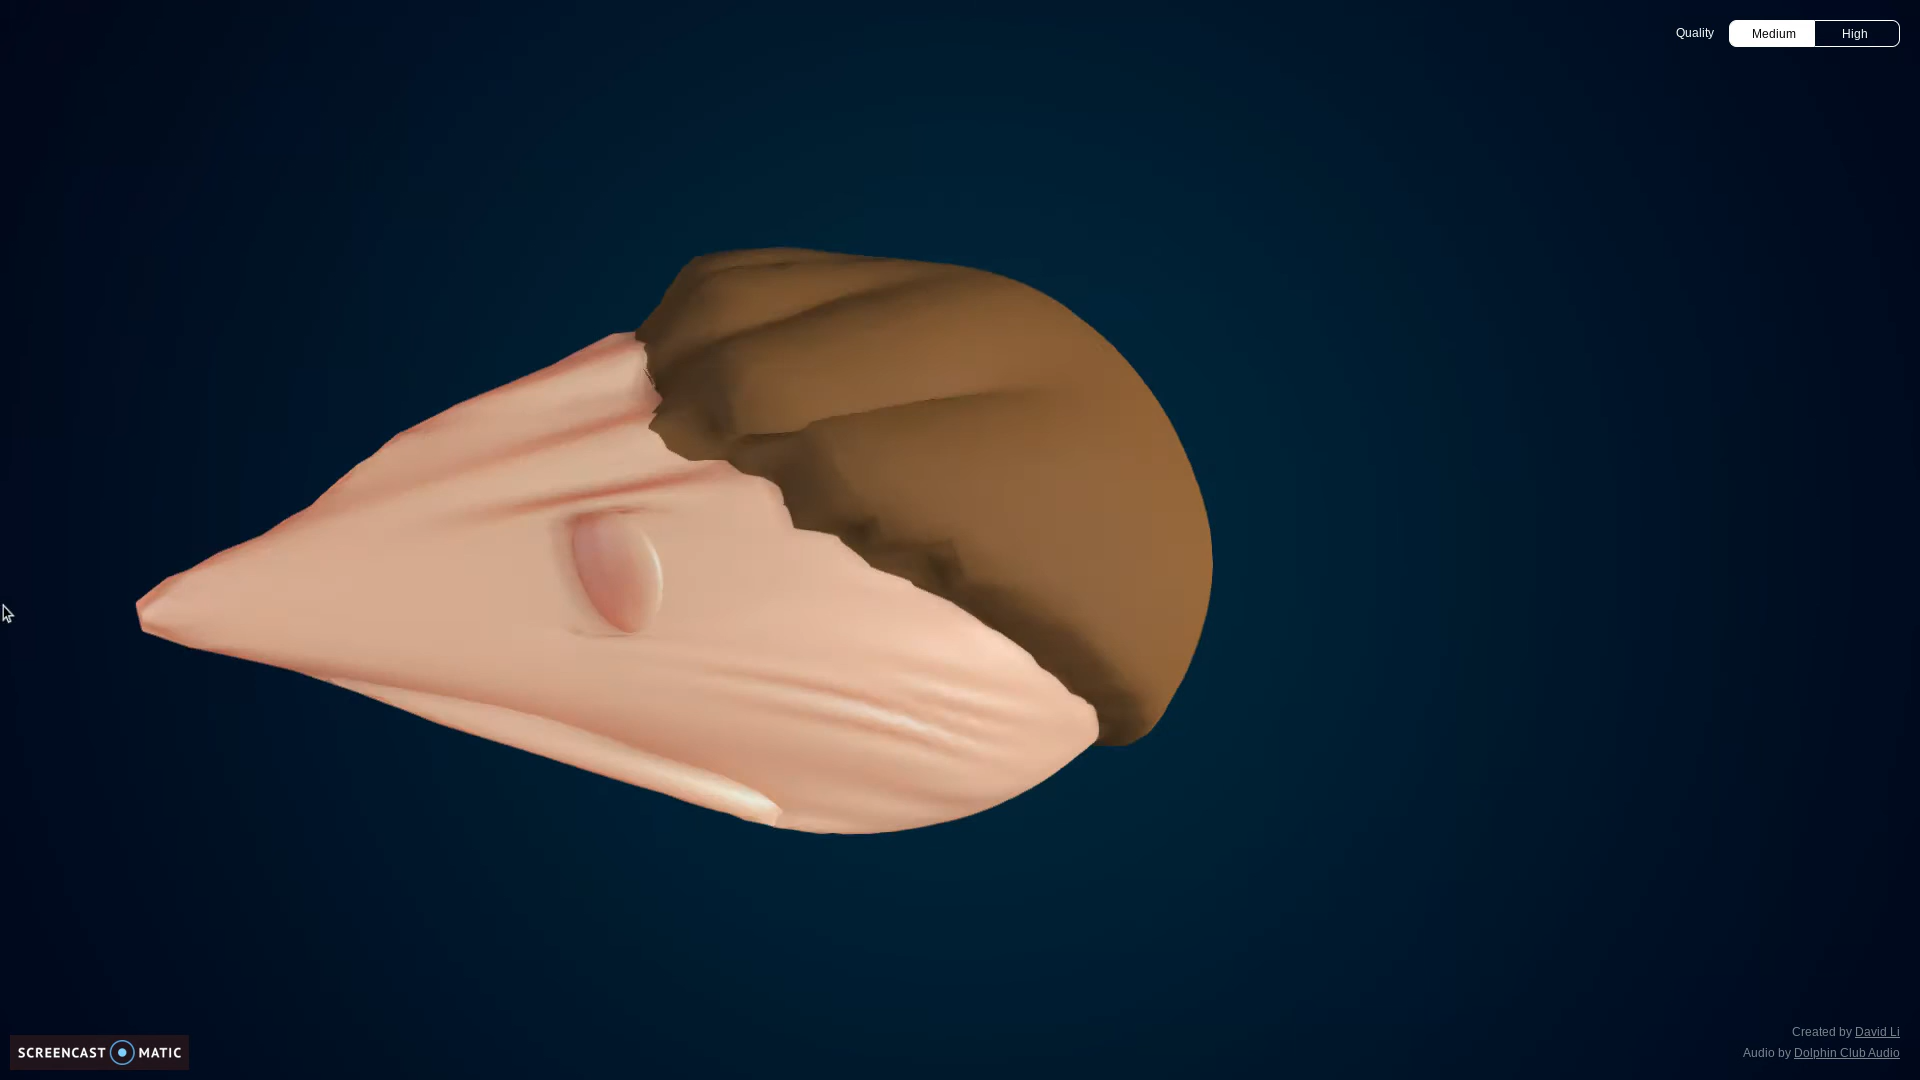 Quality Medium High
Created by David Li
Audio by Dolphin Club Audio
SCREENCAST MATIC